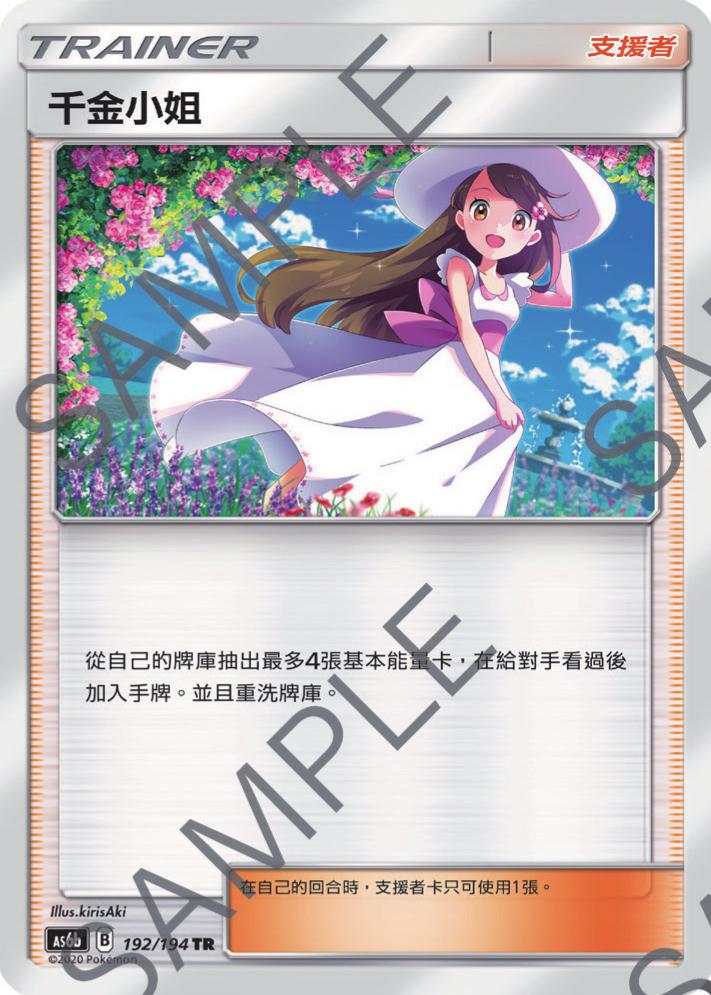 TRAINER
支援者
千金小姐
從自己的牌庫抽出最多4張基本能量卡，在給對手看過後
加入手牌。並且重洗牌庫。
在自己的回合時，支援者卡只可使用1張。
Illus.kirisAki
AS6b B 192/194 TR
©2020 Pokémon
SAMPLE
SAMPLE
SAMPLE
SA